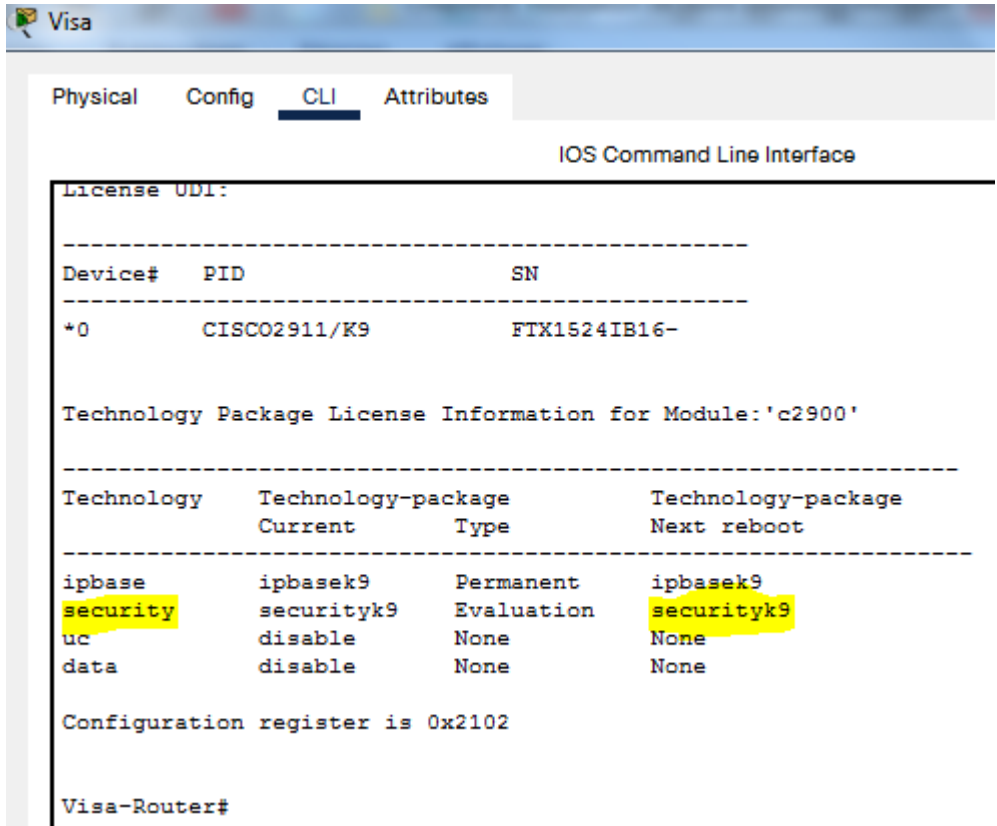 Visa
Physical Config CLI Attributes
IOS Command Line Interface
License UDI:
-------------------------------------------------
Device# PID SN
-------------------------------------------------
*0 CISCO2911/K9 FTX1524IB16-
Technology Package License Information for Module:'c2900'
----------------------------------------------------------------
Technology Technology-package Technology-package
Current Type Next reboot
-----------------------------------------------------------------
ipbase ipbasek9 Permanent ipbasek9
security securityk9 Evaluation securityk9
uc disable None None
data disable None None
Configuration register is 0x2102
Visa-Router#